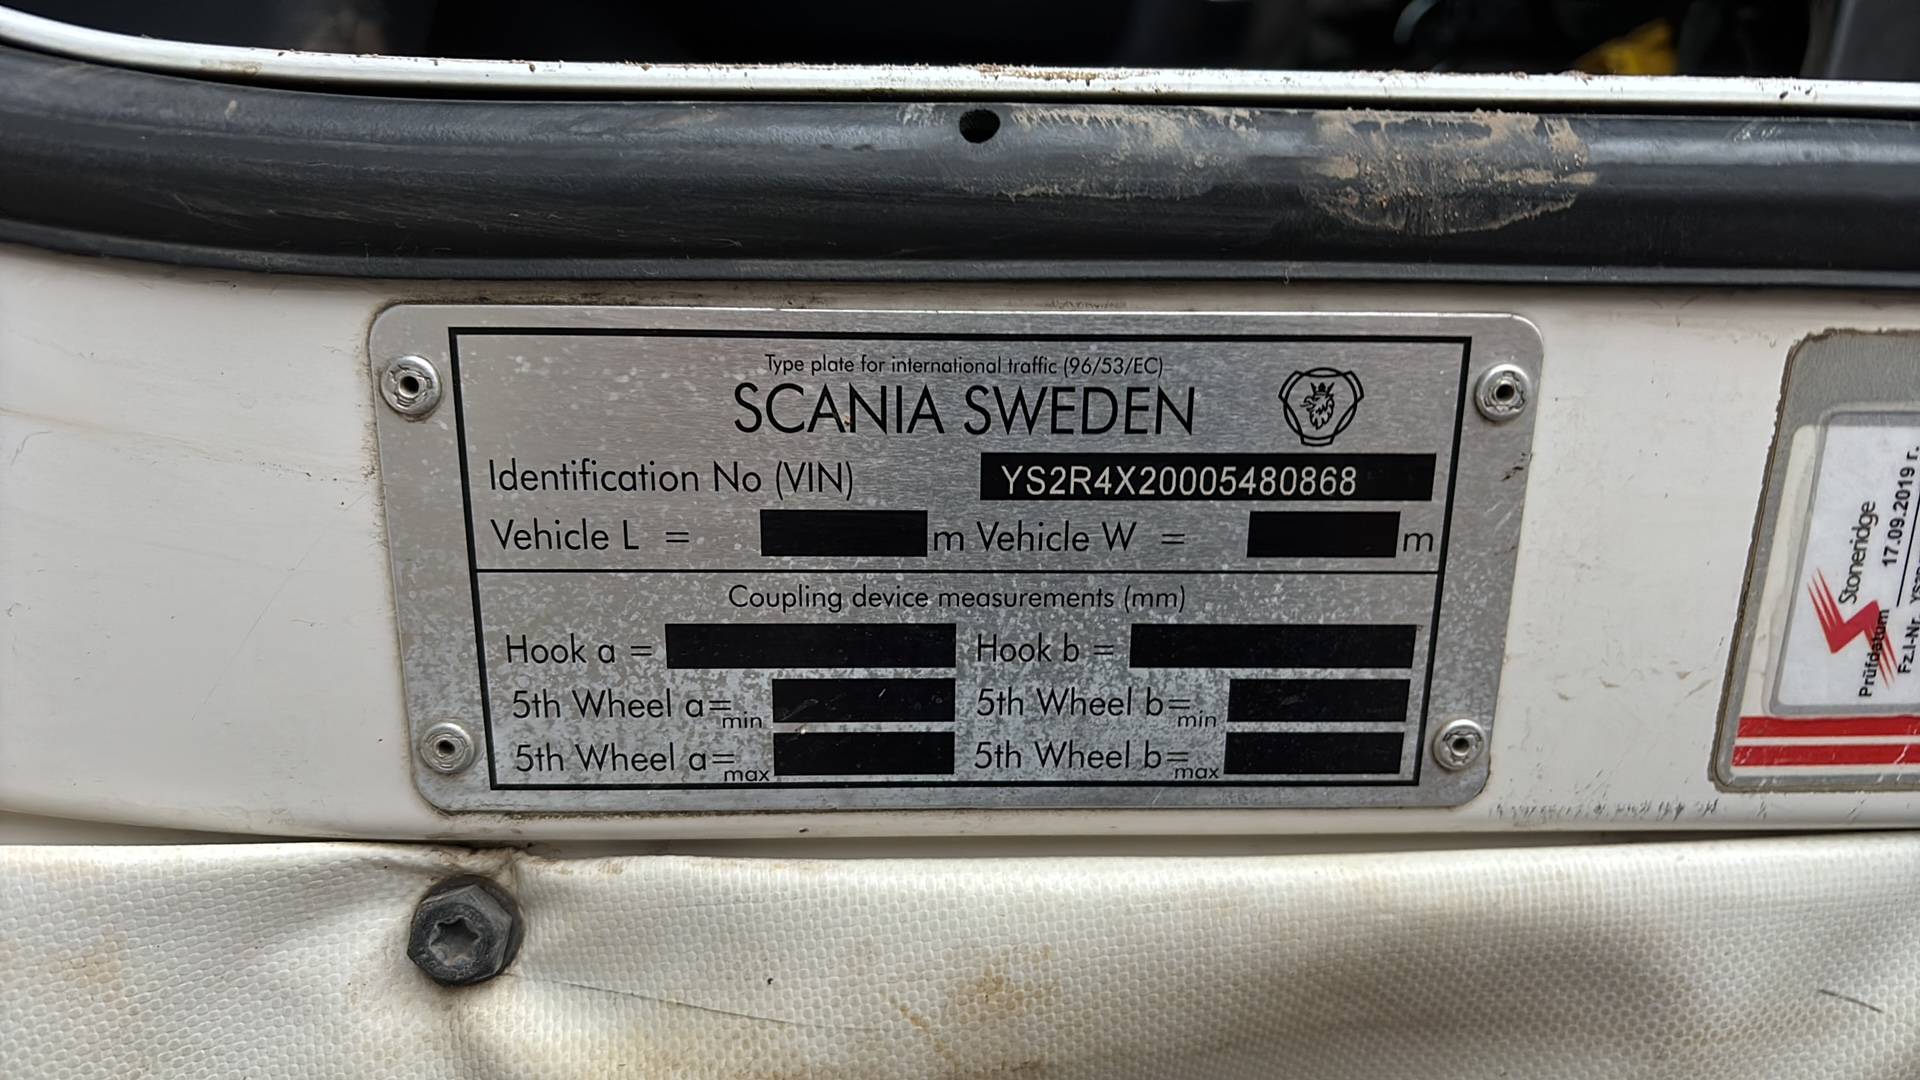 Type plate for international traffic (96/53/EC)
SCANIA SWEDEN
Identification No (VIN) YS2R4X20005480868
Vehicle L = m Vehicle W = m
Coupling device measurements (mm)
Hook a = Hook b =
5th Wheel a= min 5th Wheel b= min
5th Wheel a= max 5th Wheel b= max
Stoneridge
Prüfdatum 17.09.2019 г.
Fz.I-Nr.